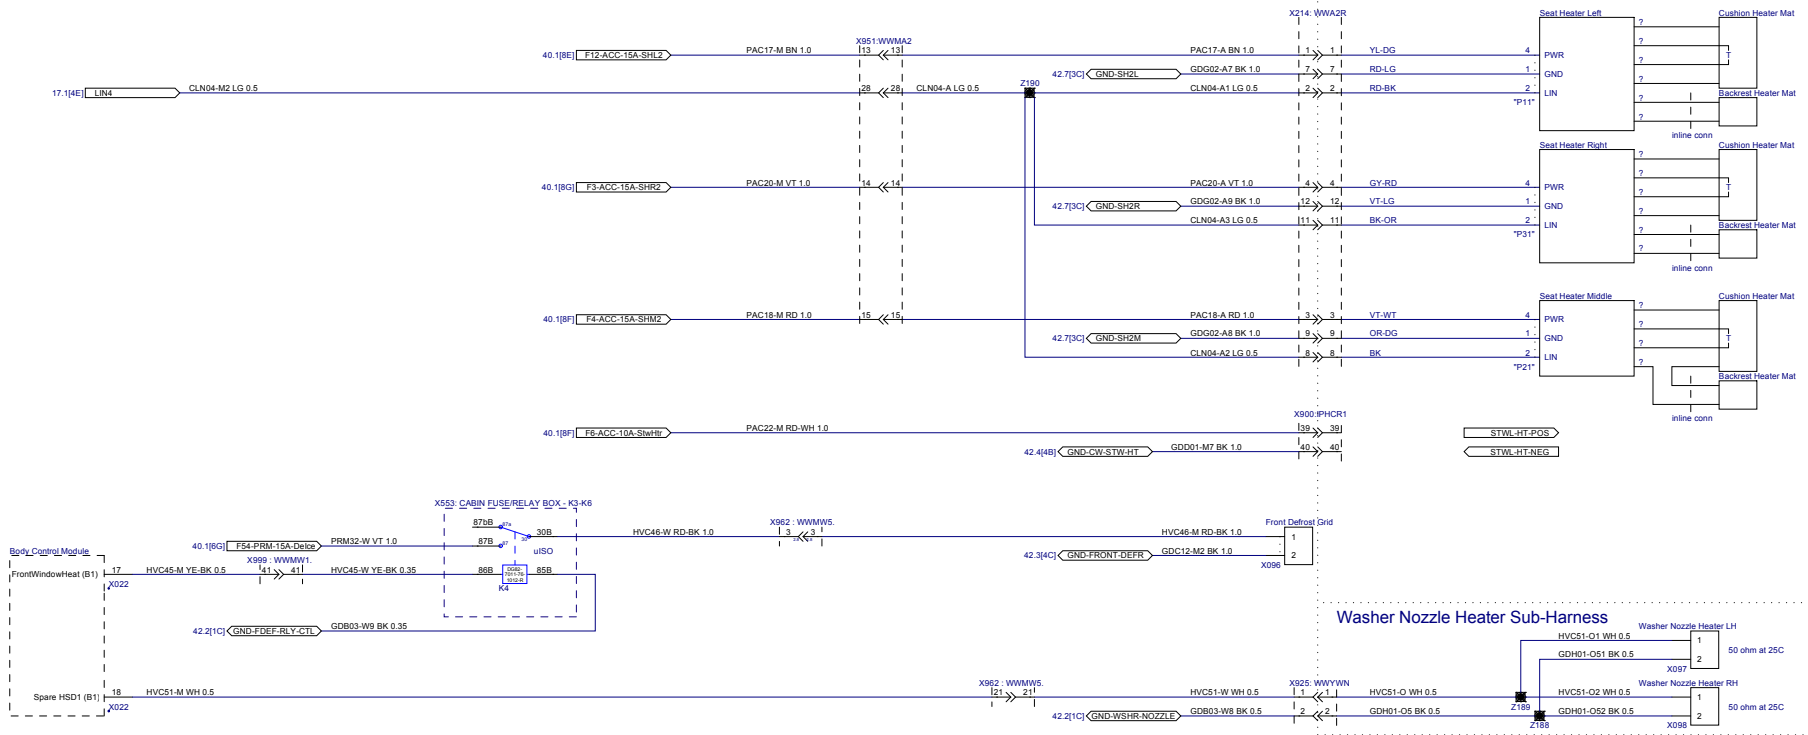 X214: WWA2R
Seat Heater Left
Cushion Heater Mat
X951:WWMA2
40.1[8E] F12-ACC-15A-SHL2 PAC17-M BN 1.0 13 13 PAC17-A BN 1.0 1 1 YL-DG 4 PWR ? ? T
42.7[3C] GND-SH2L GDG02-A7 BK 1.0 7 7 RD-LG 1 GND ?
17.1[4E] LIN4 CLN04-M2 LG 0.5 28 28 CLN04-A LG 0.5 Z190 CLN04-A1 LG 0.5 2 2 RD-BK 2 LIN ? Backrest Heater Mat
"P11" ? ?
inline conn
Seat Heater Right
Cushion Heater Mat
40.1[8G] F3-ACC-15A-SHR2 PAC20-M VT 1.0 14 14 PAC20-A VT 1.0 4 4 GY-RD 4 PWR ? ? T
42.7[3C] GND-SH2R GDG02-A9 BK 1.0 12 12 VT-LG 1 GND ?
CLN04-A3 LG 0.5 11 11 BK-OR 2 LIN ? Backrest Heater Mat
"P31" ? ?
inline conn
Seat Heater Middle
Cushion Heater Mat
40.1[8F] F4-ACC-15A-SHM2 PAC18-M RD 1.0 15 15 PAC18-A RD 1.0 3 3 VT-WT 4 PWR ? ?
42.7[3C] GND-SH2M GDG02-A8 BK 1.0 9 9 OR-DG 1 GND ? T
CLN04-A2 LG 0.5 8 8 BK 2 LIN ?
"P21" Backrest Heater Mat
inline conn
X900:IPHCR1
40.1[8F] F6-ACC-10A-StwHtr PAC22-M RD-WH 1.0 39 39 STWL-HT-POS
42.4[4B] GND-CW-STW-HT GDD01-M7 BK 1.0 40 40 STWL-HT-NEG
X553: CABIN FUSE/RELAY BOX - K3-K6
87bB 87a 30B HVC46-W RD-BK 1.0 X962 : WWMW5. 3 3 HVC46-M RD-BK 1.0 Front Defrost Grid 1
40.1[6G] F54-PRM-15A-DeIce PRM32-W VT 1.0 87B 87 30 uISO
42.3[4C] GND-FRONT-DEFR GDC12-M2 BK 1.0 2
X096
Body Control Module
X999 : WWMW1.
FrontWindowHeat (B1) 17 HVC45-M YE-BK 0.5 41 41 HVC45-W YE-BK 0.35 86B 85B
X022
K4
42.2[1C] GND-FDEF-RLY-CTL GDB03-W9 BK 0.35
Washer Nozzle Heater Sub-Harness
Washer Nozzle Heater LH
HVC51-O1 WH 0.5 1
GDH01-O51 BK 0.5 2 50 ohm at 25C
X097
X962 : WWMW5.
X925: WWYWN
Washer Nozzle Heater RH
Spare HSD1 (B1) 18 HVC51-M WH 0.5 21 21 HVC51-W WH 0.5 1 1 HVC51-O WH 0.5 Z189 HVC51-O2 WH 0.5 1
X022
42.2[1C] GND-WSHR-NOZZLE GDB03-W8 BK 0.5 2 2 GDH01-O5 BK 0.5 Z188 GDH01-O52 BK 0.5 2 50 ohm at 25C
X098